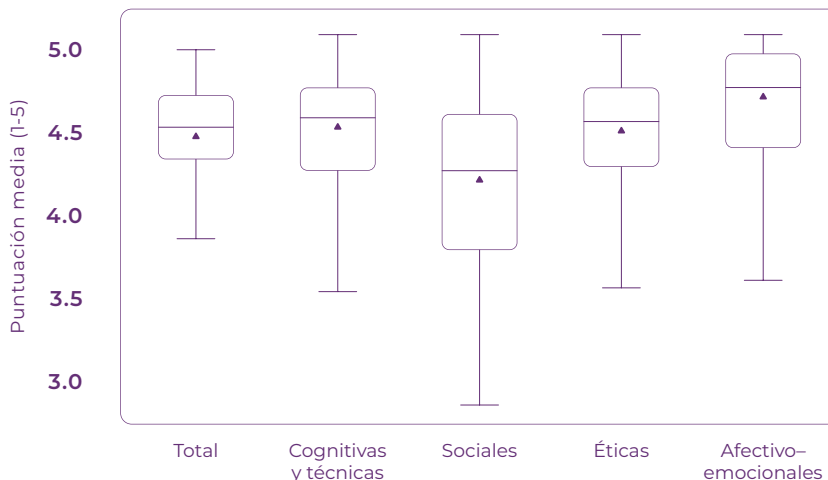 Puntuación media (1-5)
5.0
4.5
4.0
3.5
3.0
Total
Cognitivas
y técnicas
Sociales
Éticas
Afectivo–
emocionales